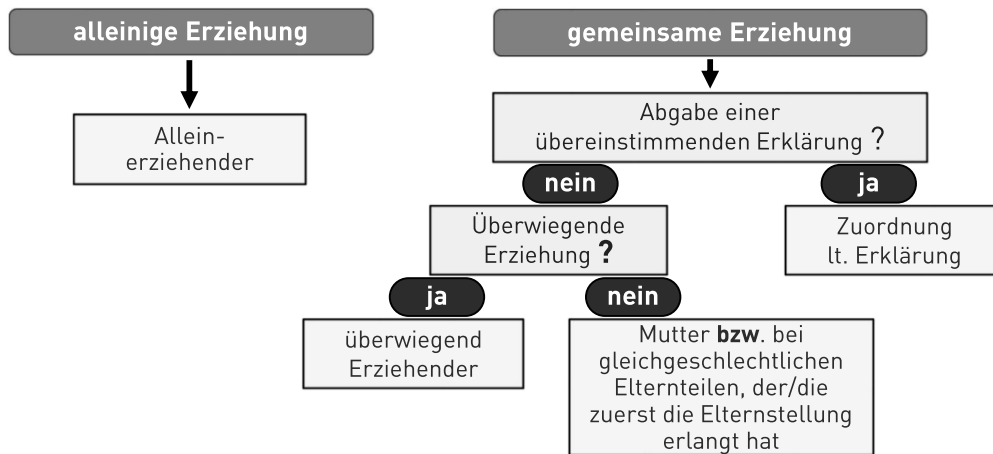 alleinige Erziehung
Allein-
erziehender
gemeinsame Erziehung
Abgabe einer
übereinstimmenden Erklärung ?
nein
ja
Überwiegende
Erziehung ?
Zuordnung
lt. Erklärung
ja
nein
überwiegend
Erziehender
Mutter bzw. bei
gleichgeschlechtlichen
Elternteilen, der/die
zuerst die Elternstellung
erlangt hat